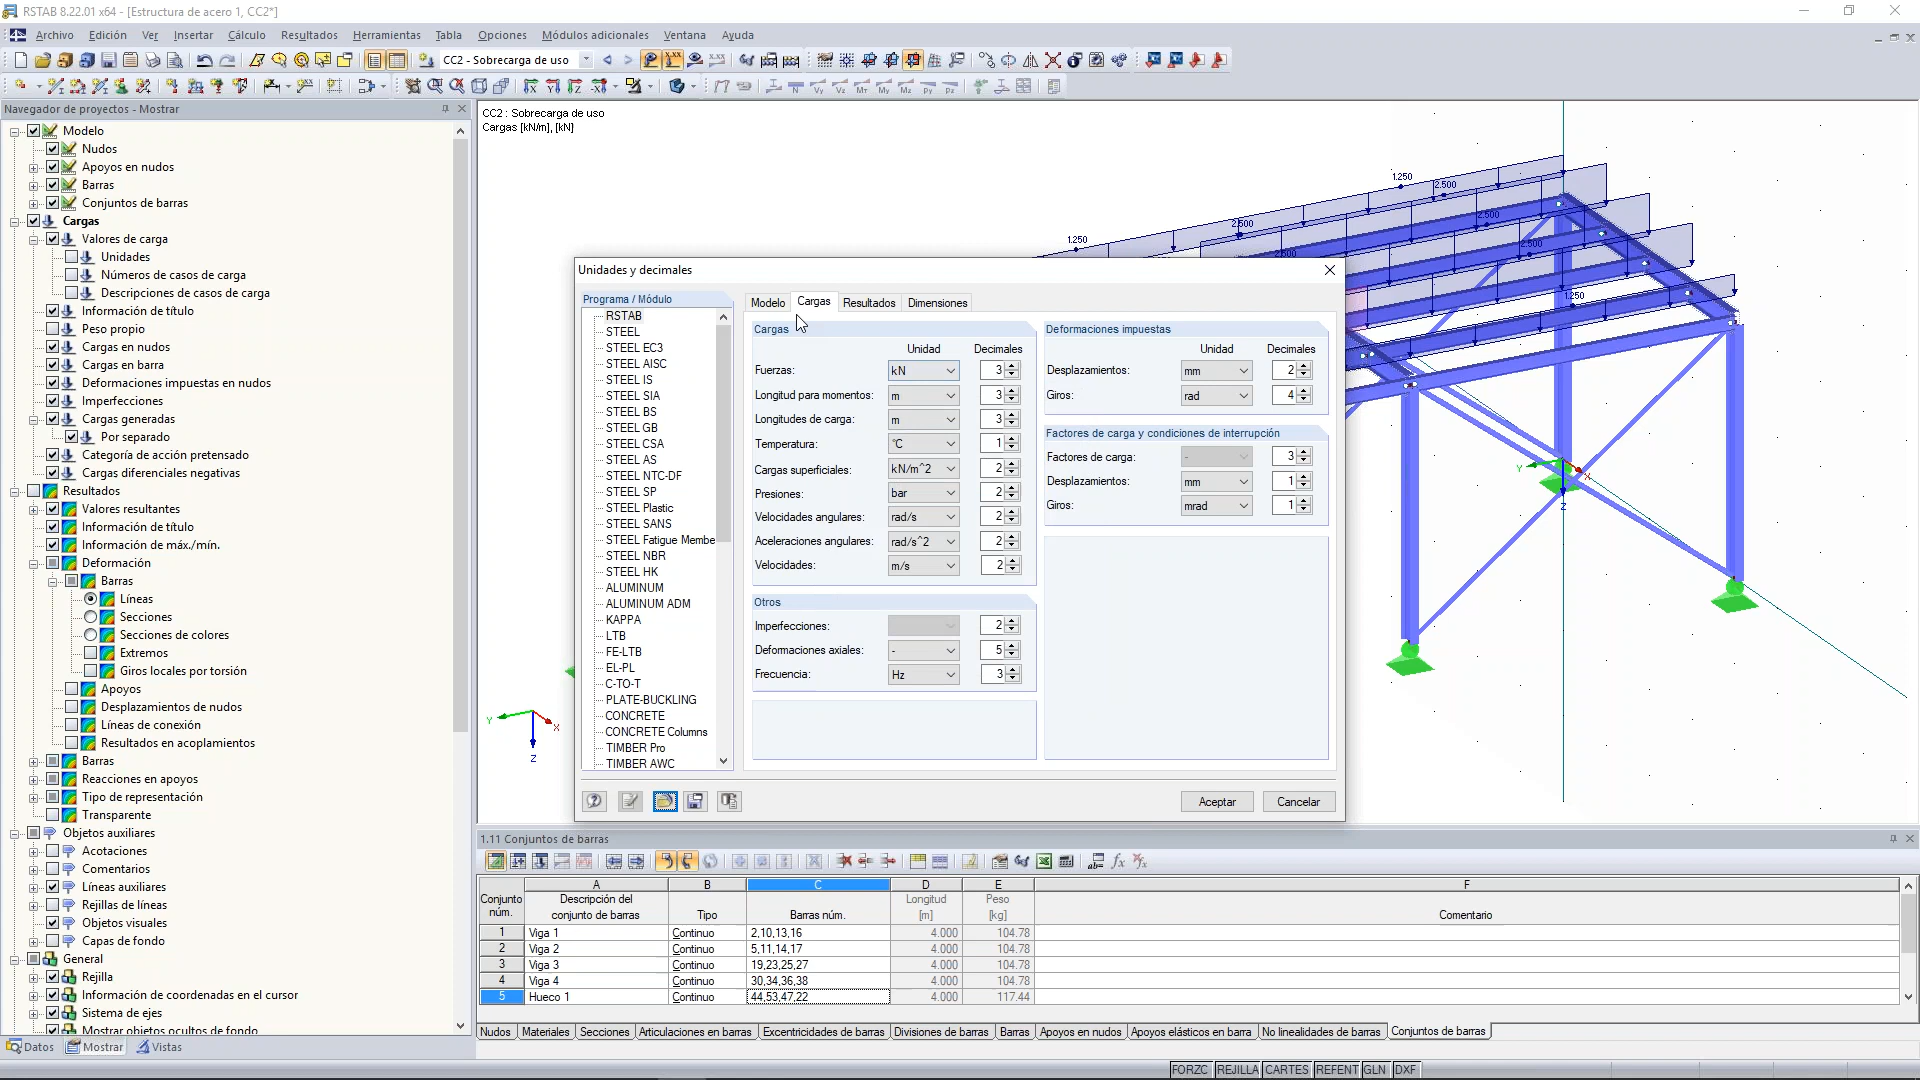 RSTAB 8.22.01 x64 - [Estructura de acero 1, CC2*]
Archivo Edición Ver Insertar Cálculo Resultados Herramientas Tabla Opciones Módulos adicionales Ventana Ayuda
CC2 - Sobrecarga de uso
Navegador de proyectos - Mostrar
Modelo
Nudos
Apoyos en nudos
Barras
Conjuntos de barras
Cargas
Valores de carga
Unidades
Números de casos de carga
Descripciones de casos de carga
Información de título
Peso propio
Cargas en nudos
Cargas en barra
Deformaciones impuestas en nudos
Imperfecciones
Cargas generadas
Por separado
Categoría de acción pretensado
Cargas diferenciales negativas
Resultados
Valores resultantes
Información de título
Información de máx./mín.
Deformación
Barras
Líneas
Secciones
Secciones de colores
Extremos
Giros locales por torsión
Apoyos
Desplazamientos de nudos
Líneas de conexión
Resultados en acoplamientos
Barras
Reacciones en apoyos
Tipo de representación
Transparente
Objetos auxiliares
Acotaciones
Comentarios
Líneas auxiliares
Rejillas de líneas
Objetos visuales
Capas de fondo
General
Rejilla
Información de coordenadas en el cursor
Sistema de ejes
Mostrar objetos ocultos de fondo
Datos Mostrar Vistas
CC2 : Sobrecarga de uso
Cargas [kN/m], [kN]
1.250
2.500
2.500
2.500
2.500
1.250
2.500
1.250
Y X
Z
Y X
Z
Unidades y decimales
Programa / Módulo
RSTAB
STEEL
STEEL EC3
STEEL AISC
STEEL IS
STEEL SIA
STEEL BS
STEEL GB
STEEL CSA
STEEL AS
STEEL NTC-DF
STEEL SP
STEEL Plastic
STEEL SANS
STEEL Fatigue Membe
STEEL NBR
STEEL HK
ALUMINUM
ALUMINUM ADM
KAPPA
LTB
FE-LTB
EL-PL
C-TO-T
PLATE-BUCKLING
CONCRETE
CONCRETE Columns
TIMBER Pro
TIMBER AWC
Modelo Cargas Resultados Dimensiones
Cargas
Unidad Decimales
Fuerzas: kN 3
Longitud para momentos: m 3
Longitudes de carga: m 3
Temperatura: °C 1
Cargas superficiales: kN/m^2 2
Presiones: bar 2
Velocidades angulares: rad/s 2
Aceleraciones angulares: rad/s^2 2
Velocidades: m/s 2
Otros
Imperfecciones: 2
Deformaciones axiales: - 5
Frecuencia: Hz 3
Deformaciones impuestas
Unidad Decimales
Desplazamientos: mm 2
Giros: rad 4
Factores de carga y condiciones de interrupción
Factores de carga: - 3
Desplazamientos: mm 1
Giros: mrad 1
Aceptar Cancelar
1.11 Conjuntos de barras
A B C D E F
Conjunto núm. Descripción del conjunto de barras Tipo Barras núm. Longitud [m] Peso [kg] Comentario
1 Viga 1 Continuo 2,10,13,16 4.000 104.78
2 Viga 2 Continuo 5,11,14,17 4.000 104.78
3 Viga 3 Continuo 19,23,25,27 4.000 104.78
4 Viga 4 Continuo 30,34,36,38 4.000 104.78
5 Hueco 1 Continuo 44,53,47,22 4.000 117.44
Nudos Materiales Secciones Articulaciones en barras Excentricidades de barras Divisiones de barras Barras Apoyos en nudos Apoyos elásticos en barra No linealidades de barras Conjuntos de barras
FORZC REJILLA CARTES REFENT GLN DXF